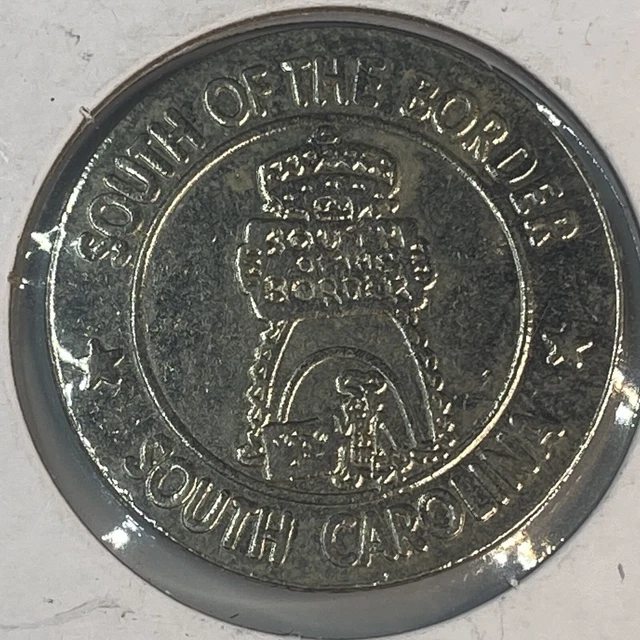 SOUTH OF THE BORDER
SOUTH
OF THE
BORDER
SOUTH CAROLINA